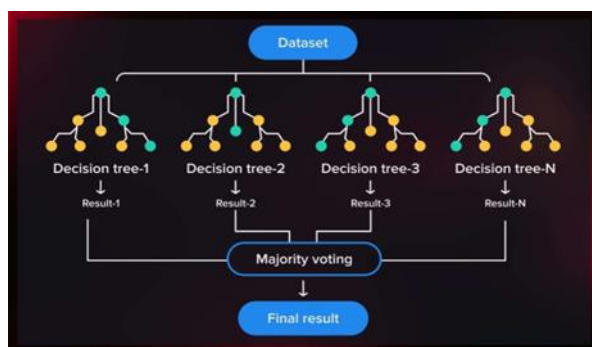 Dataset
Decision tree-1
Decision tree-2
Decision tree-3
Decision tree-N
Result-1
Result-2
Result-3
Result-N
Majority voting
Final result